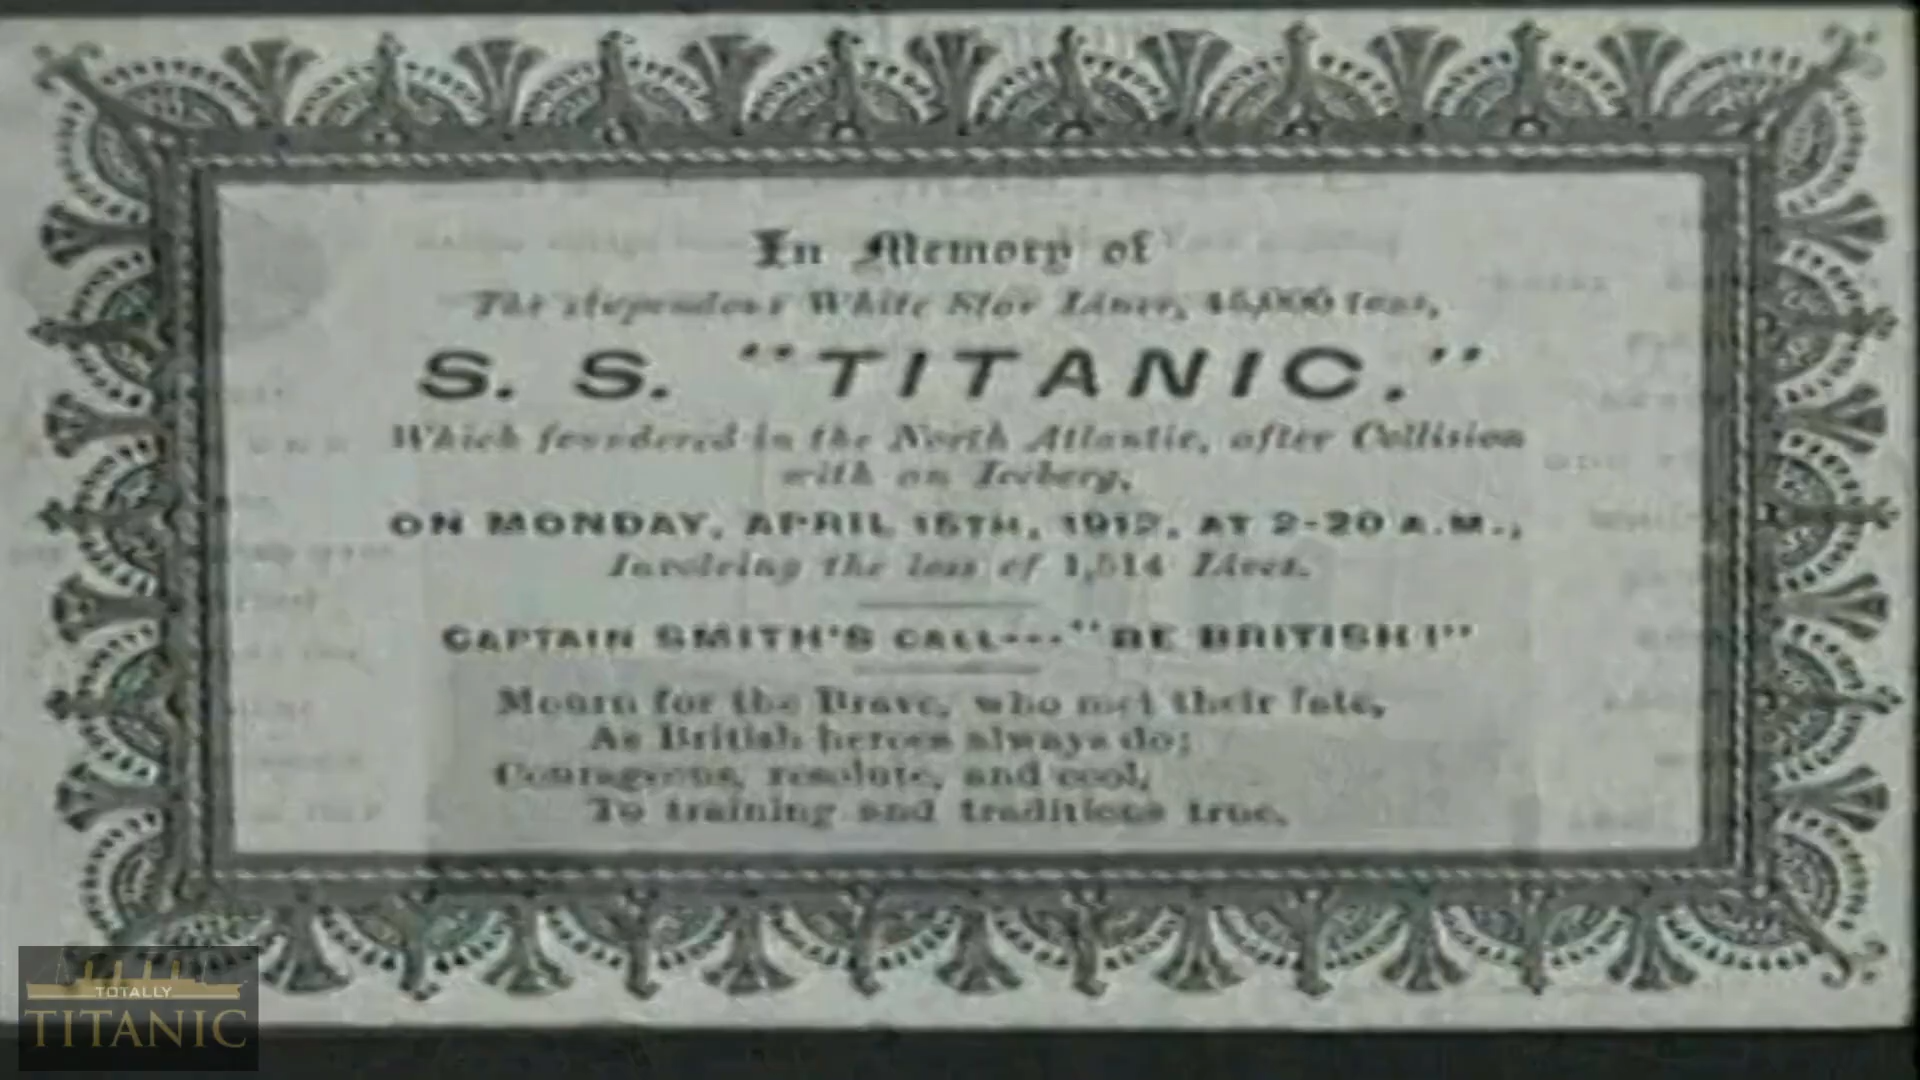 In Memory of
The stupendous White Star Liner, 45,000 tons,
S. S. "TITANIC."
Which foundered in the North Atlantic, after Collision
with an Iceberg,
ON MONDAY, APRIL 15TH, 1912, AT 2-20 A.M.,
Involving the loss of 1,514 Lives.
CAPTAIN SMITH'S CALL---"BE BRITISH!"
Mourn for the Brave, who met their fate,
As British heroes always do;
Courageous, resolute, and cool,
To training and traditions true.
TOTALLY
TITANIC